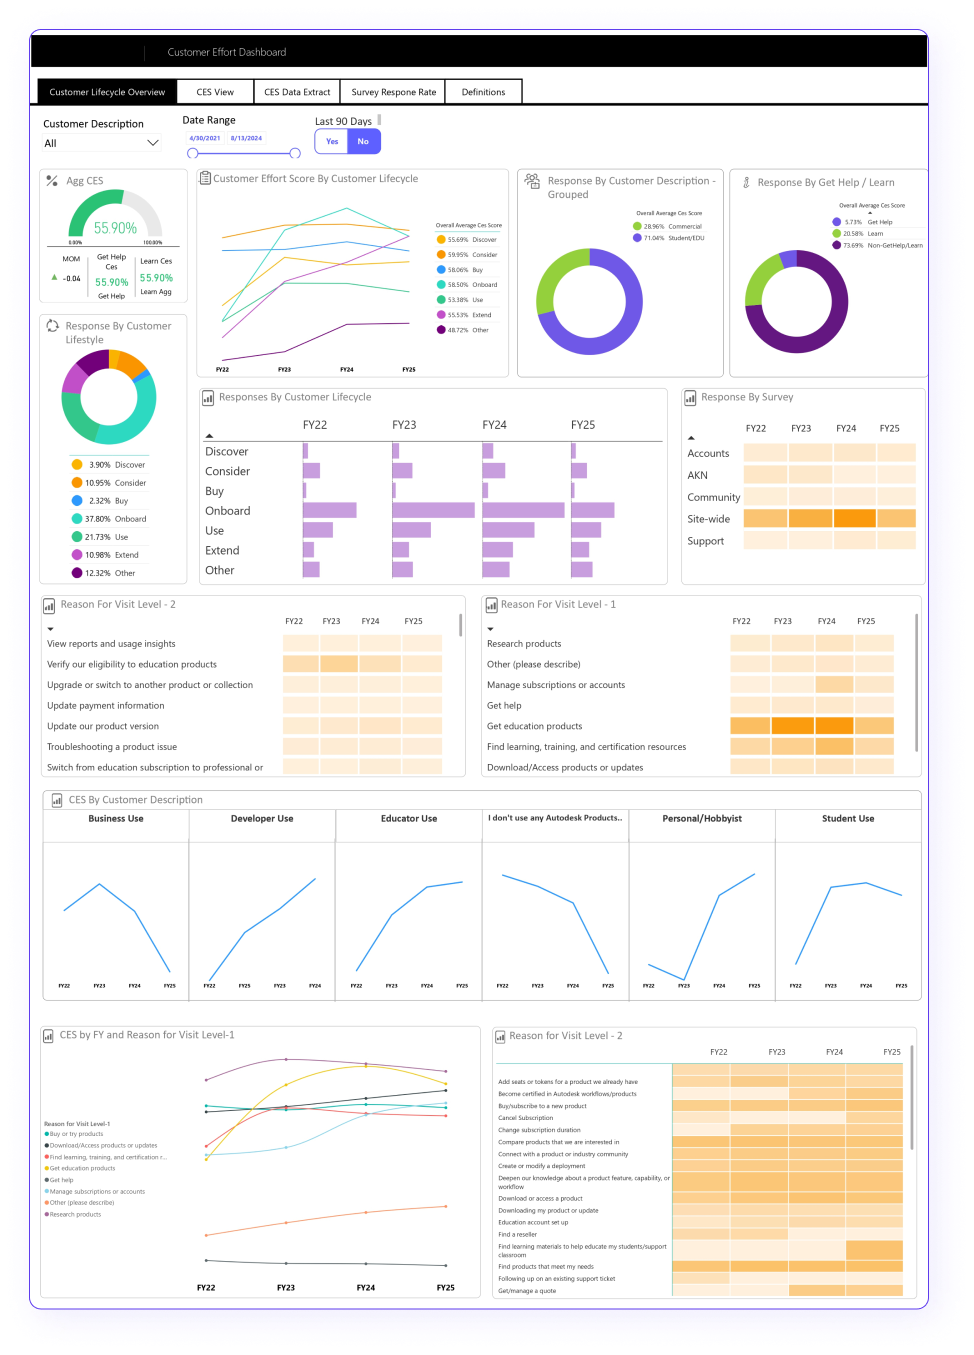 Customer Effort Dashboard
Customer Lifecycle Overview
CES View
CES Data Extract
Survey Respone Rate
Definitions
Customer Description
All
Date Range
4/30/2021 8/13/2024
Last 90 Days
Yes No
Agg CES
55.90%
0.00% 100.00%
MOM
-0.04
Get Help
Ces
55.90%
Get Help
Learn Ces
55.90%
Learn Agg
Customer Effort Score By Customer Lifecycle
Overall Average Ces Score
55.69% Discover
59.95% Consider
58.06% Buy
58.50% Onboard
53.38% Use
55.53% Extend
48.72% Other
FY22 FY23 FY24 FY25
Response By Customer Description -
Grouped
Overall Average Ces Score
28.96% Commercial
71.04% Student/EDU
Response By Get Help / Learn
Overall Average Ces Score
5.73% Get Help
20.58% Learn
73.69% Non-GetHelp/Learn
Response By Customer
Lifestyle
3.90% Discover
10.95% Consider
2.32% Buy
37.80% Onboard
21.73% Use
10.98% Extend
12.32% Other
Responses By Customer Lifecycle
FY22 FY23 FY24 FY25
Discover
Consider
Buy
Onboard
Use
Extend
Other
Response By Survey
FY22 FY23 FY24 FY25
Accounts
AKN
Community
Site-wide
Support
Reason For Visit Level - 2
FY22 FY23 FY24 FY25
View reports and usage insights
Verify our eligibility to education products
Upgrade or switch to another product or collection
Update payment information
Update our product version
Troubleshooting a product issue
Switch from education subscription to professional or
Reason For Visit Level - 1
FY22 FY23 FY24 FY25
Research products
Other (please describe)
Manage subscriptions or accounts
Get help
Get education products
Find learning, training, and certification resources
Download/Access products or updates
CES By Customer Description
Business Use
Developer Use
Educator Use
I don't use any Autodesk Products..
Personal/Hobbyist
Student Use
FY22 FY23 FY24 FY25
FY22 FY23 FY24 FY24
FY22 FY23 FY24 FY25
FY22 FY23 FY24 FY25
FY22 FY23 FY24 FY25
FY22 FY23 FY24 FY25
CES by FY and Reason for Visit Level-1
Reason for Visit Level-1
Buy or try products
Download/Access products or updates
Find learning, training, and certification r...
Get education products
Get help
Manage subscriptions or accounts
Other (please describe)
Research products
FY22 FY23 FY24 FY25
Reason for Visit Level - 2
FY22 FY23 FY24 FY25
Add seats or tokens for a product we already have
Become certified in Autodesk workflows/products
Buy/subscribe to a new product
Cancel Subscription
Change subscription duration
Compare products that we are interested in
Connect with a product or industry community
Create or modify a deployment
Deepen our knowledge about a product feature, capability, or
workflow
Download or access a product
Downloading my product or update
Education account set up
Find a reseller
Find learning materials to help educate my students/support
classroom
Find products that meet my needs
Following up on an existing support ticket
Get/manage a quote